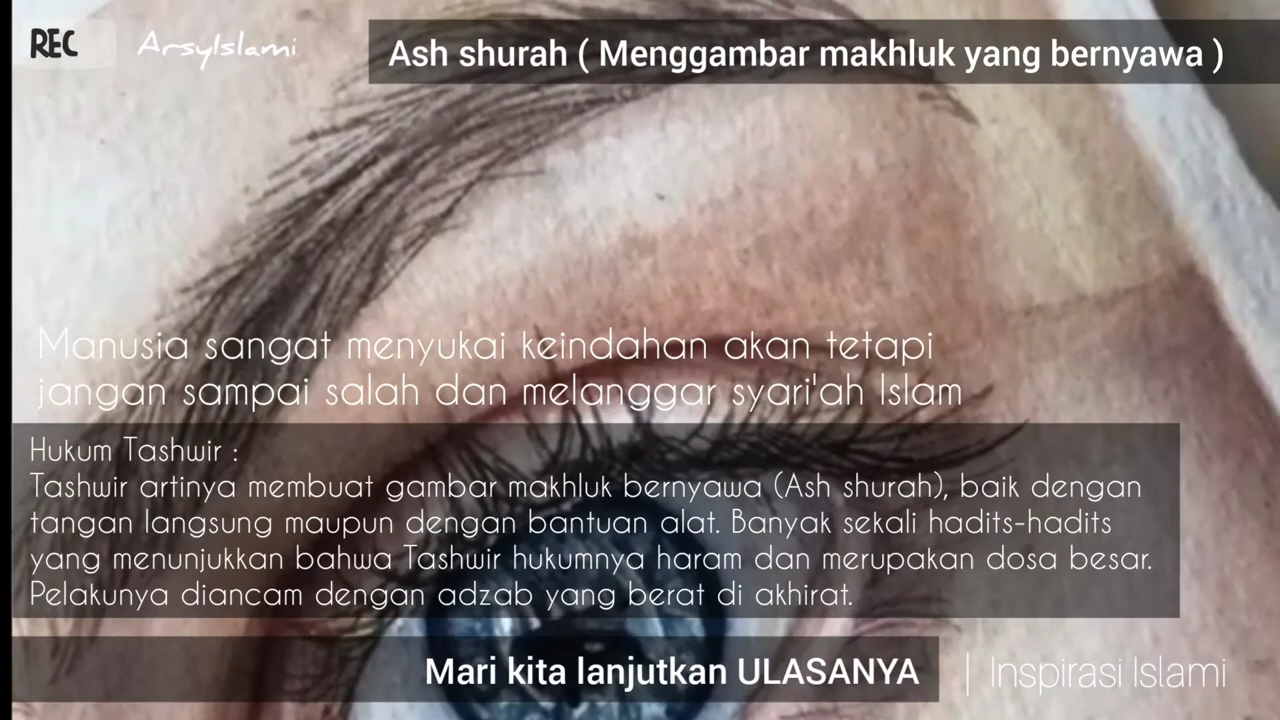 REC
ArsyIslami
Ash shurah ( Menggambar makhluk yang bernyawa )
Manusia sangat menyukai keindahan akan tetapi
jangan sampai salah dan melanggar syari'ah Islam
Hukum Tashwir :
Tashwir artinya membuat gambar makhluk bernyawa (Ash shurah), baik dengan
tangan langsung maupun dengan bantuan alat. Banyak sekali hadits-hadits
yang menunjukkan bahwa Tashwir hukumnya haram dan merupakan dosa besar.
Pelakunya diancam dengan adzab yang berat di akhirat.
Mari kita lanjutkan ULASANYA
| Inspirasi Islami